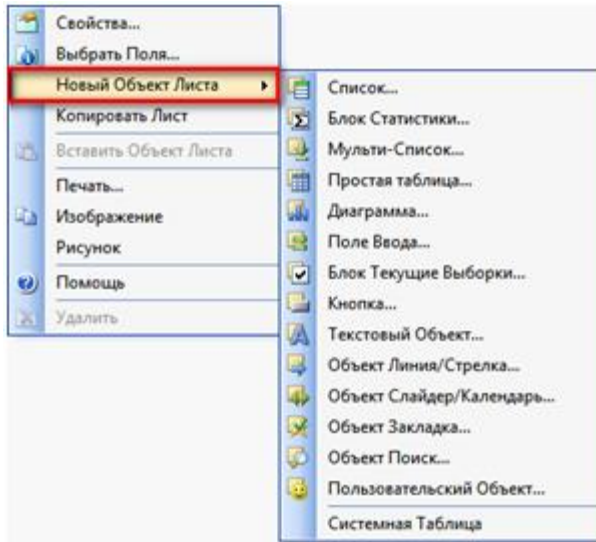 Свойства...
Выбрать Поля...
Новый Объект Листа
Копировать Лист
Вставить Объект Листа
Печать...
Изображение
Рисунок
Помощь
Удалить
Список...
Блок Статистики...
Мульти-Список...
Простая таблица...
Диаграмма...
Поле Ввода...
Блок Текущие Выборки...
Кнопка...
Текстовый Объект...
Объект Линия/Стрелка...
Объект Слайдер/Календарь...
Объект Закладка...
Объект Поиск...
Пользовательский Объект...
Системная Таблица